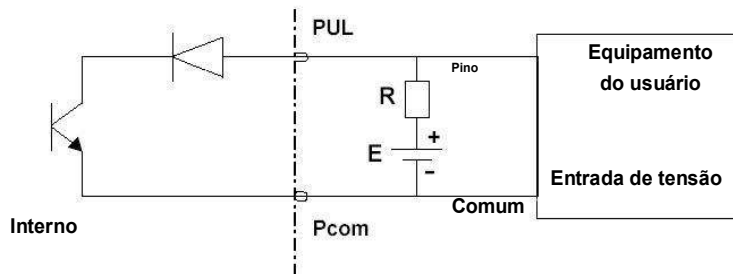 PUL
Pino
Equipamento
do usuário
R
+
E
-
Entrada de tensão
Comum
Interno
Pcom